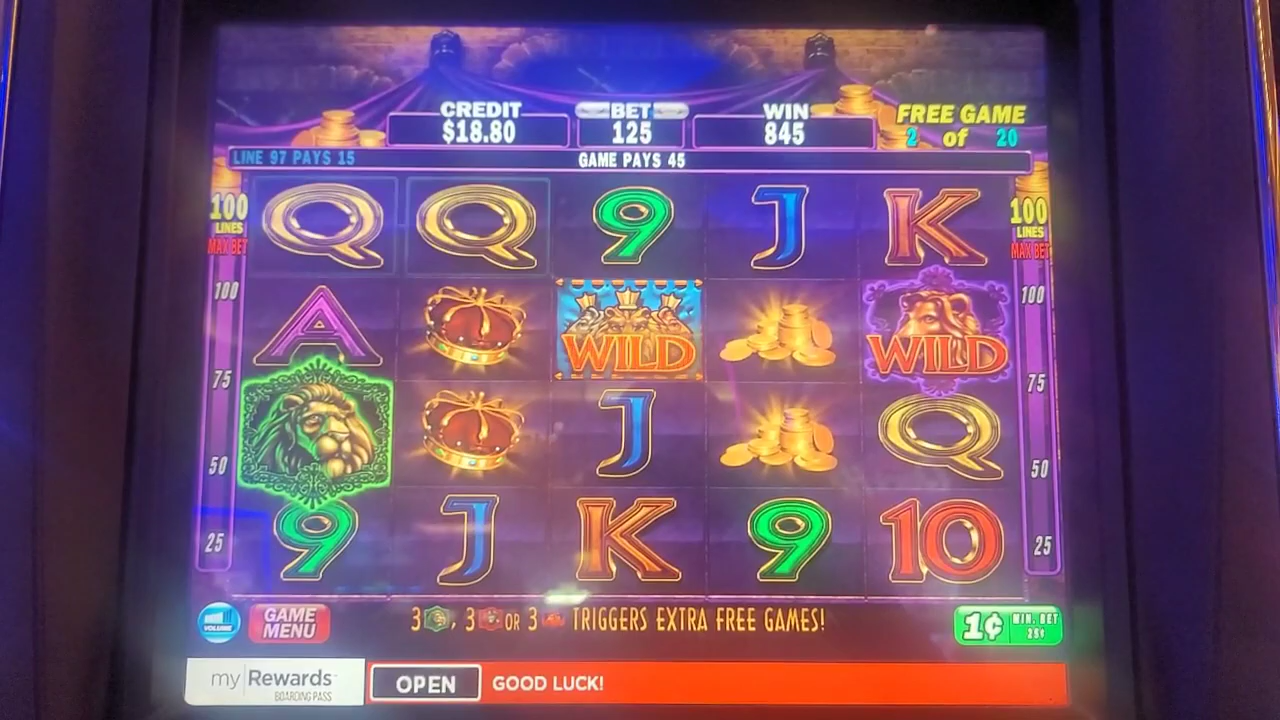 CREDIT BET WIN FREE GAME
$18.80 125 845 2 of 20
LINE 97 PAYS 15 GAME PAYS 45
100 LINES MAX BET
100 LINES MAX BET
Q Q 9 J K
100 100
A WILD WILD
75 75
J Q
50 50
9 J K 9 10
25 25
VOLUME GAME MENU 3 , 3 OR 3 TRIGGERS EXTRA FREE GAMES! 1¢ MIN. BET 25¢
my Rewards BOARDING PASS OPEN GOOD LUCK!